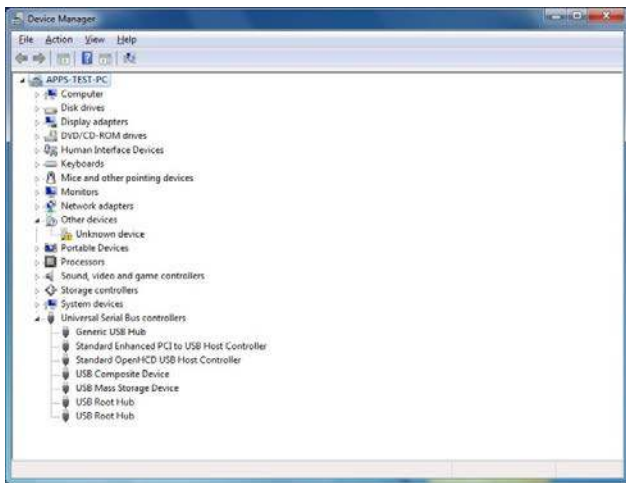 Device Manager
File Action View Help
APPS-TEST-PC
Computer
Disk drives
Display adapters
DVD/CD-ROM drives
Human Interface Devices
Keyboards
Mice and other pointing devices
Monitors
Network adapters
Other devices
Unknown device
Portable Devices
Processors
Sound, video and game controllers
Storage controllers
System devices
Universal Serial Bus controllers
Generic USB Hub
Standard Enhanced PCI to USB Host Controller
Standard OpenHCD USB Host Controller
USB Composite Device
USB Mass Storage Device
USB Root Hub
USB Root Hub